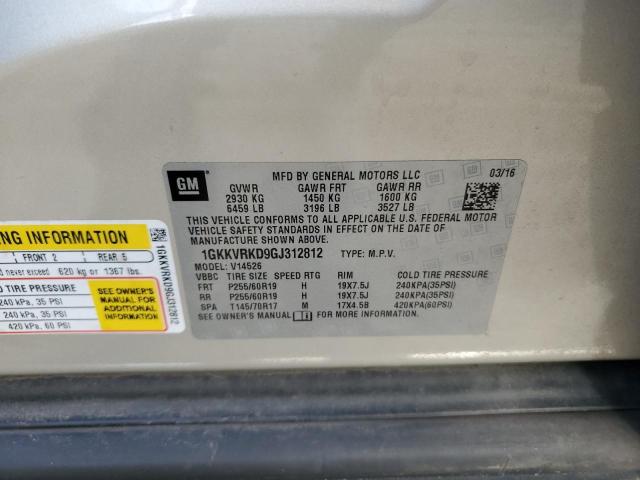 NG INFORMATION
FRONT 2 REAR 5
never exceed 620 kg or 1367 lbs.
RE PRESSURE
240 kPa, 35 PSI
240 kPa, 35 PSI
420 kPa, 60 PSI
SEE OWNER'S
MANUAL FOR
ADDITIONAL
INFORMATION
1GKKVRKD9GJ312812
GM
MFD BY GENERAL MOTORS LLC 03/16
GVWR GAWR FRT GAWR RR
2930 KG 1450 KG 1600 KG
6459 LB 3196 LB 3527 LB
THIS VEHICLE CONFORMS TO ALL APPLICABLE U.S. FEDERAL MOTOR
VEHICLE SAFETY STANDARDS IN EFFECT ON THE DATE OF
MANUFACTURE SHOWN ABOVE.
1GKKVRKD9GJ312812 TYPE: M.P.V.
V14526
VBBN TIRE SIZE SPEED RTG RIM COLD TIRE PRESSURE
FRT P255/60R19 H 19X7.5J 240KPA(35PSI)
RR P255/60R19 H 19X7.5J 240KPA(35PSI)
SPA T145/70R17 M 17X4.5B 420KPA(60PSI)
SEE OWNER'S MANUAL FOR MORE INFORMATION.